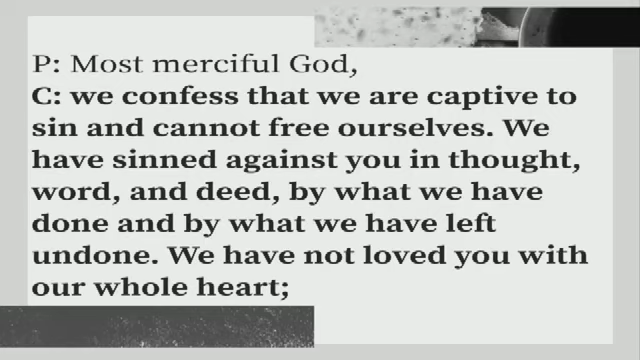 P: Most merciful God,
C: we confess that we are captive to
sin and cannot free ourselves. We
have sinned against you in thought,
word, and deed, by what we have
done and by what we have left
undone. We have not loved you with
our whole heart;